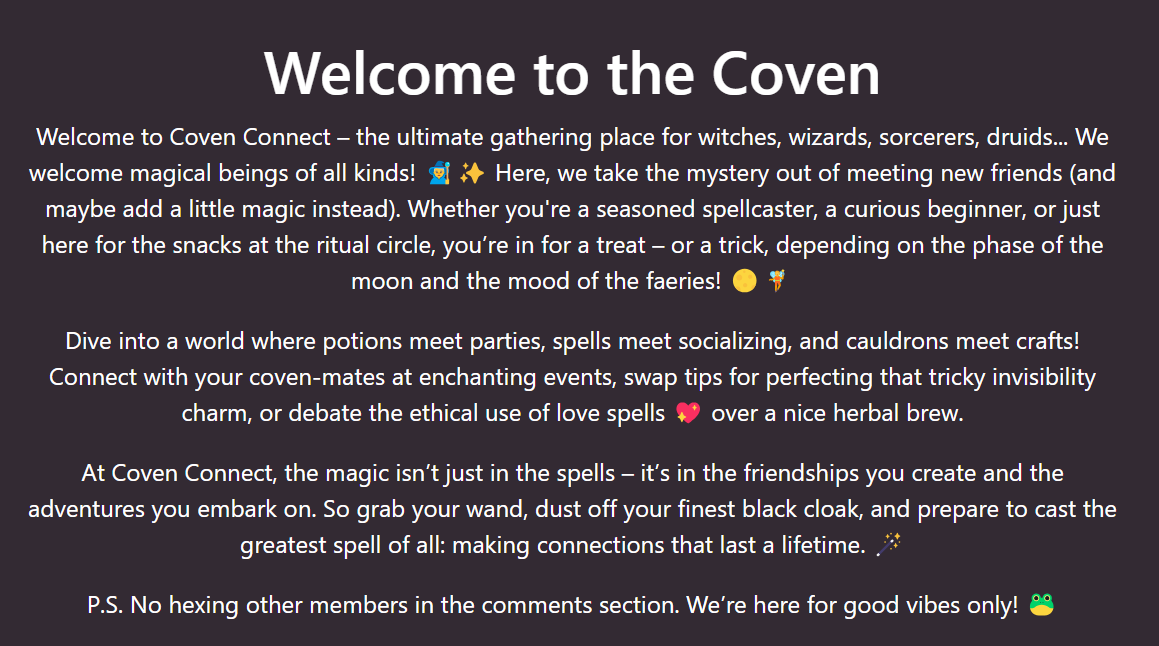 Welcome to the Coven
Welcome to Coven Connect – the ultimate gathering place for witches, wizards, sorcerers, druids... We
welcome magical beings of all kinds! 🧙‍♂️ ✨ Here, we take the mystery out of meeting new friends (and
maybe add a little magic instead). Whether you're a seasoned spellcaster, a curious beginner, or just
here for the snacks at the ritual circle, you’re in for a treat – or a trick, depending on the phase of the
moon and the mood of the faeries! 🌕 🧚
Dive into a world where potions meet parties, spells meet socializing, and cauldrons meet crafts!
Connect with your coven-mates at enchanting events, swap tips for perfecting that tricky invisibility
charm, or debate the ethical use of love spells 💖 over a nice herbal brew.
At Coven Connect, the magic isn’t just in the spells – it’s in the friendships you create and the
adventures you embark on. So grab your wand, dust off your finest black cloak, and prepare to cast the
greatest spell of all: making connections that last a lifetime. 🪄
P.S. No hexing other members in the comments section. We’re here for good vibes only! 🐸